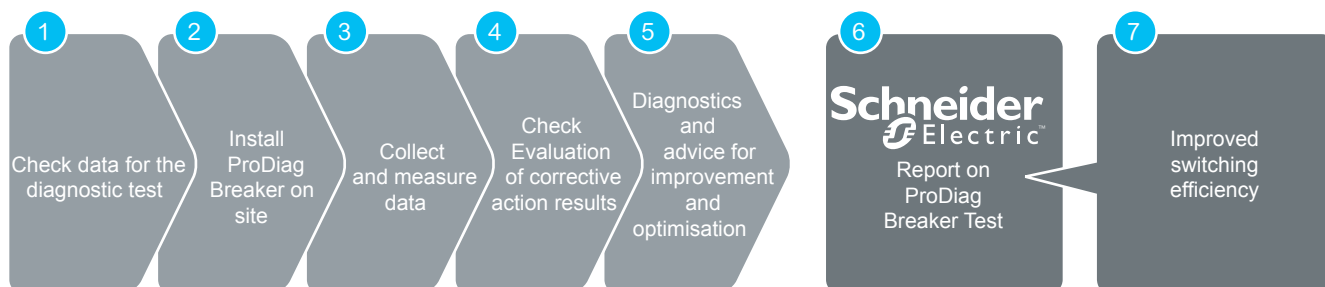 1
Check data for the
diagnostic test
2
Install
ProDiag
Breaker on
site
3
Collect
and measure
data
4
Check
Evaluation
of corrective
action results
5
Diagnostics
and
advice for
improvement
and
optimisation
6
Schneider
Electric™
Report on
ProDiag
Breaker Test
7
Improved
switching
efficiency